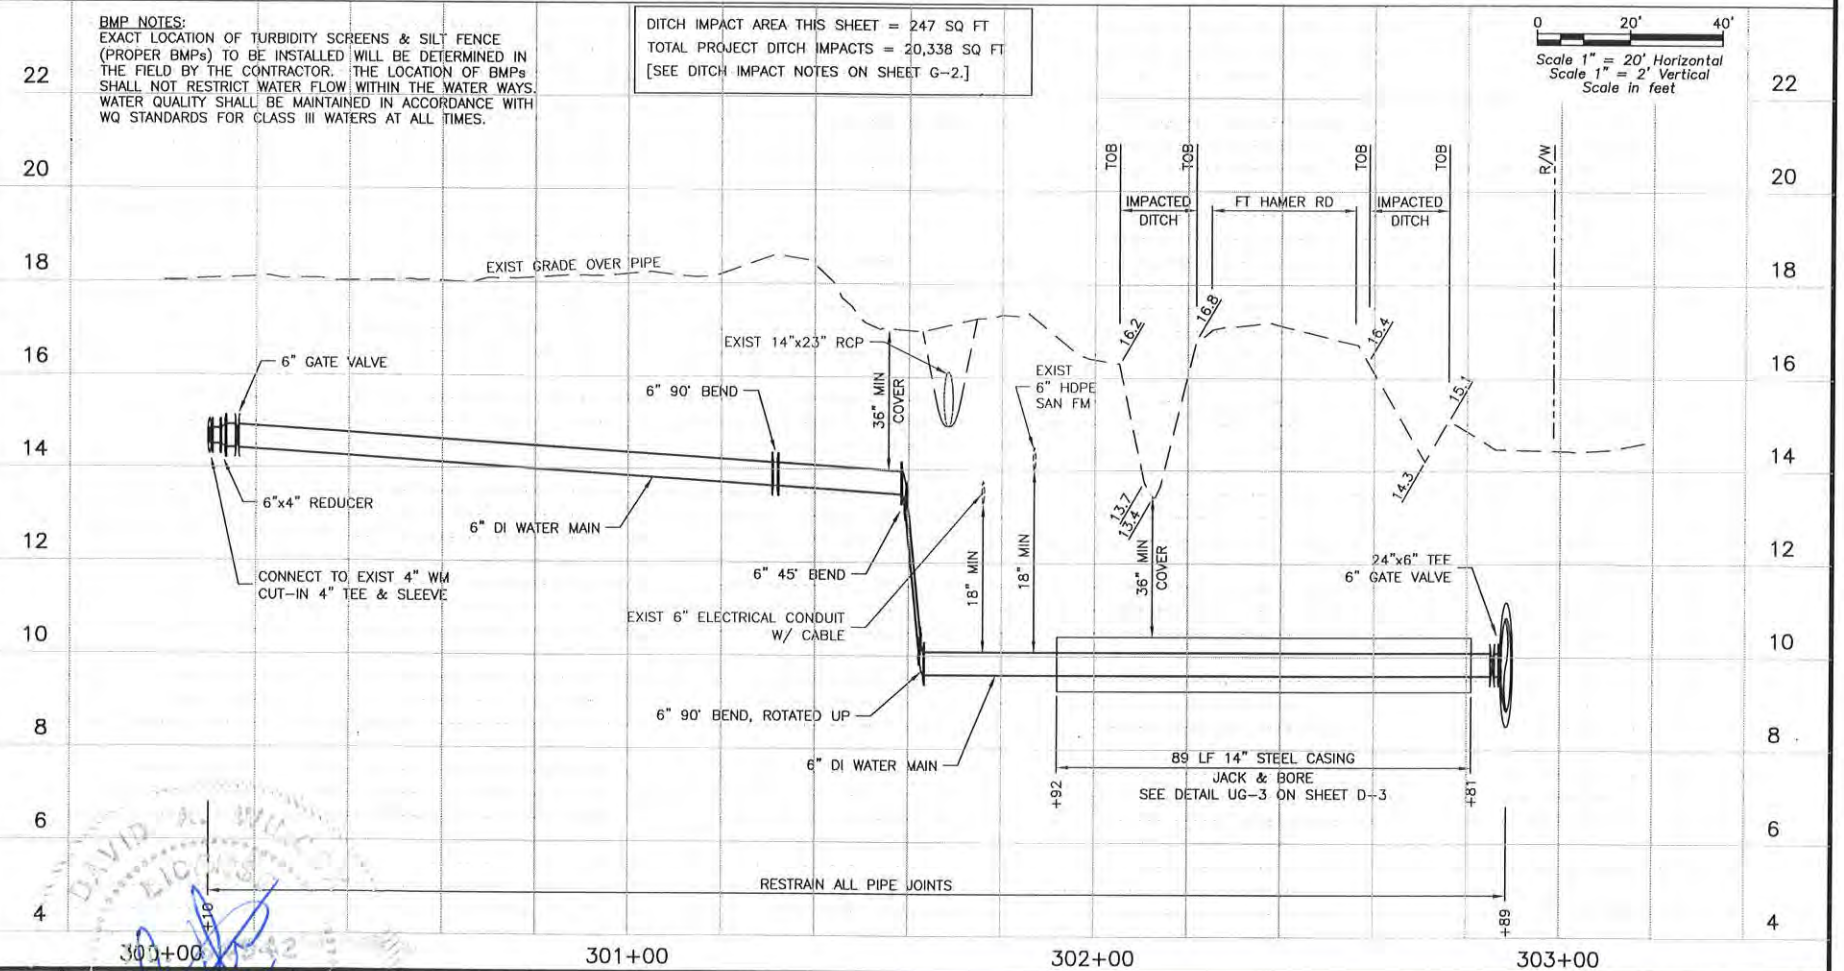 BMP NOTES:
EXACT LOCATION OF TURBIDITY SCREENS & SILT FENCE
(PROPER BMPs) TO BE INSTALLED WILL BE DETERMINED IN
THE FIELD BY THE CONTRACTOR. THE LOCATION OF BMPs
SHALL NOT RESTRICT WATER FLOW WITHIN THE WATER WAYS.
WATER QUALITY SHALL BE MAINTAINED IN ACCORDANCE WITH
WQ STANDARDS FOR CLASS III WATERS AT ALL TIMES.
DITCH IMPACT AREA THIS SHEET = 247 SQ FT
TOTAL PROJECT DITCH IMPACTS = 20,338 SQ FT
[SEE DITCH IMPACT NOTES ON SHEET G-2.]
0 20' 40'
Scale 1" = 20' Horizontal
Scale 1" = 2' Vertical
Scale in feet
22
20
18
16
14
12
10
8
6
4
22
20
18
16
14
12
10
8
6
4
TOB
TOB
TOB
TOB
R/W
IMPACTED
DITCH
FT HAMER RD
IMPACTED
DITCH
EXIST GRADE OVER PIPE
16.2
16.8
16.4
15.1
EXIST 14"x23" RCP
6" GATE VALVE
6" 90° BEND
36" MIN
COVER
EXIST
6" HDPE
SAN FM
6"x4" REDUCER
6" DI WATER MAIN
13.7
13.4
14.3
CONNECT TO EXIST 4" WM
CUT-IN 4" TEE & SLEEVE
6" 45° BEND
18" MIN
18" MIN
36" MIN
COVER
24"x6" TEE
6" GATE VALVE
EXIST 6" ELECTRICAL CONDUIT
W/ CABLE
6" 90° BEND, ROTATED UP
6" DI WATER MAIN
89 LF 14" STEEL CASING
JACK & BORE
SEE DETAIL UG-3 ON SHEET D-3
+92
+81
RESTRAIN ALL PIPE JOINTS
+10
+89
DAVID
300+00
301+00
302+00
303+00